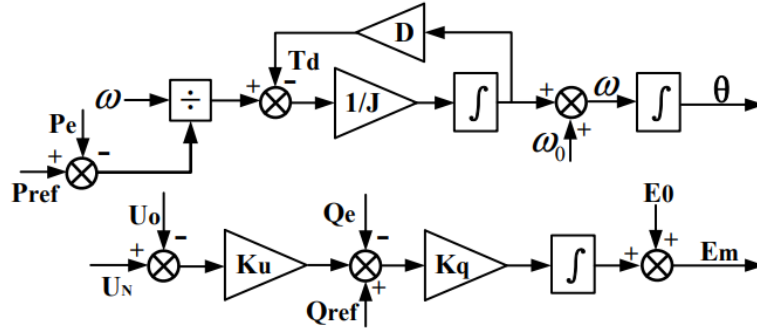 D
Td
ω
÷
+
-
1/J
∫
+
ω
∫
θ
Pe
+
-
ω0
+
Pref
Uo
Qe
E0
+
-
Ku
-
Kq
∫
+
+
Em
UN
+
Qref